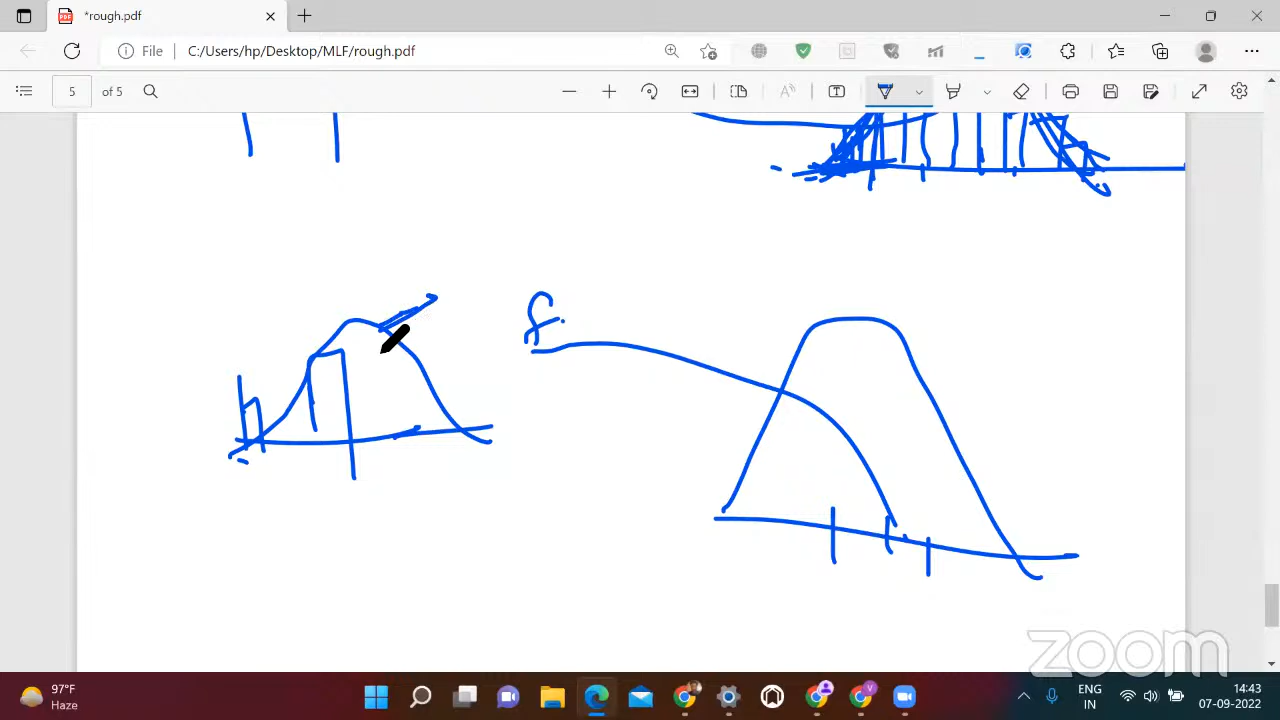 *rough.pdf
File C:/Users/hp/Desktop/MLF/rough.pdf
5 of 5
f.
zoom
97°F
Haze
ENG
IN
14:43
07-09-2022